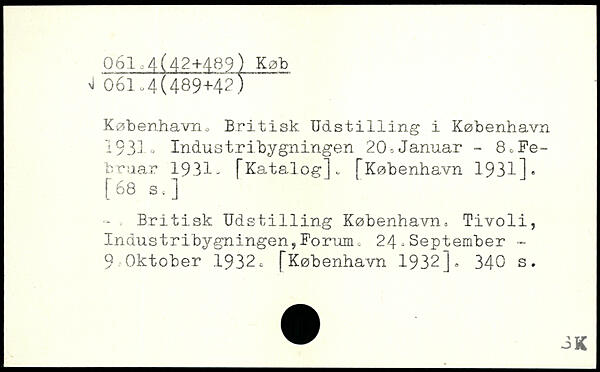 061.4(42+489) Køb
√ 061.4(489+42)
København. Britisk Udstilling i København
1931. Industribygningen 20.Januar - 8.Fe-
bruar 1931. [Katalog]. [København 1931].
[68 s.]
-. Britisk Udstilling København. Tivoli,
Industribygningen,Forum. 24.September -
9.Oktober 1932. [København 1932]. 340 s.
SK